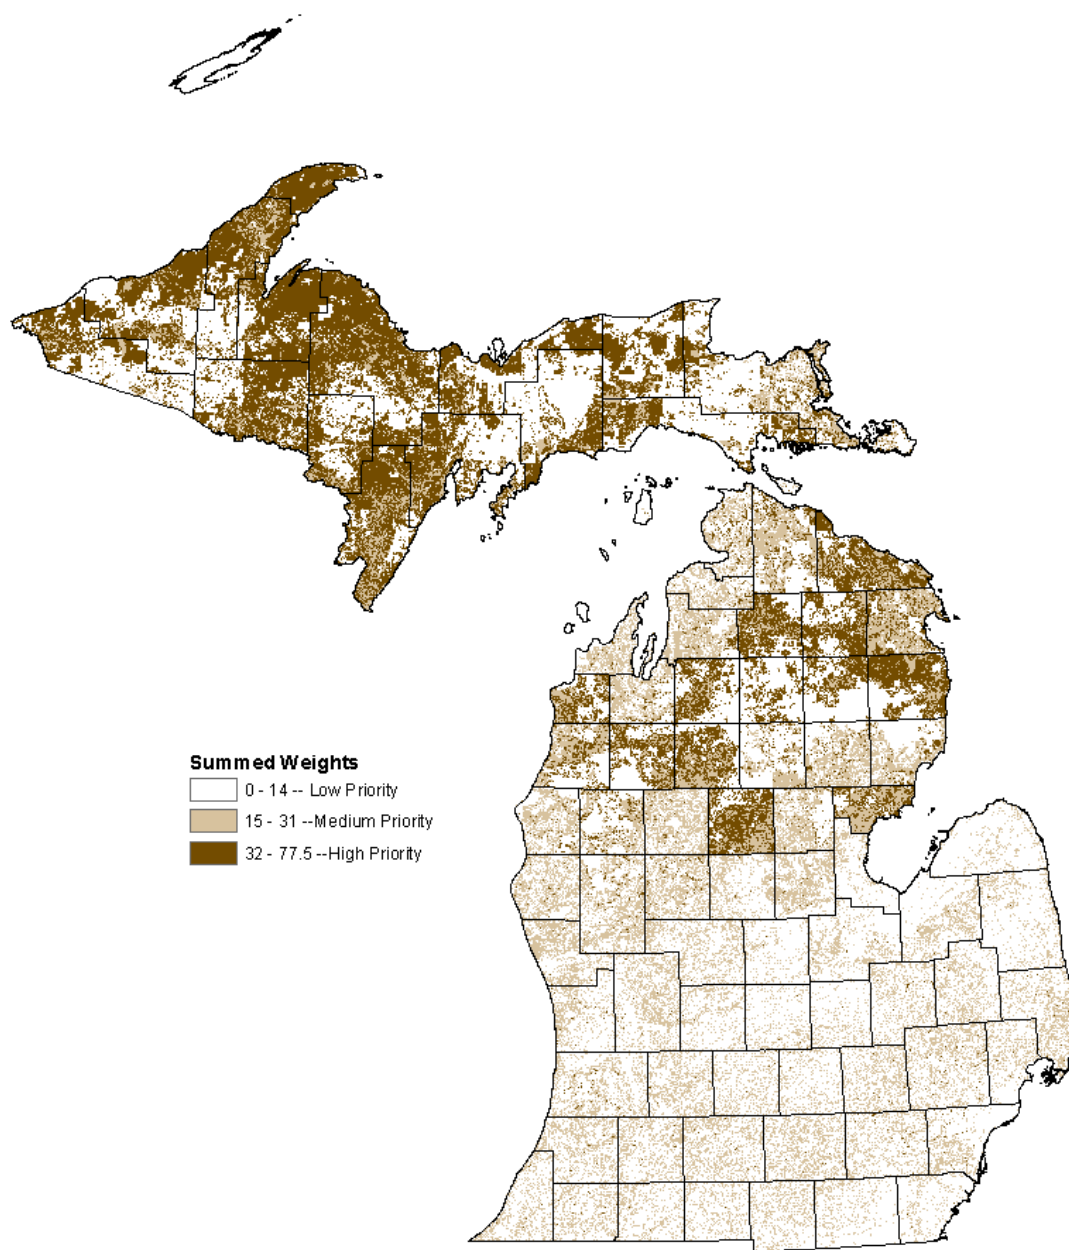 Summed Weights
0 - 14 -- Low Priority
15 - 31 --Medium Priority
32 - 77.5 --High Priority